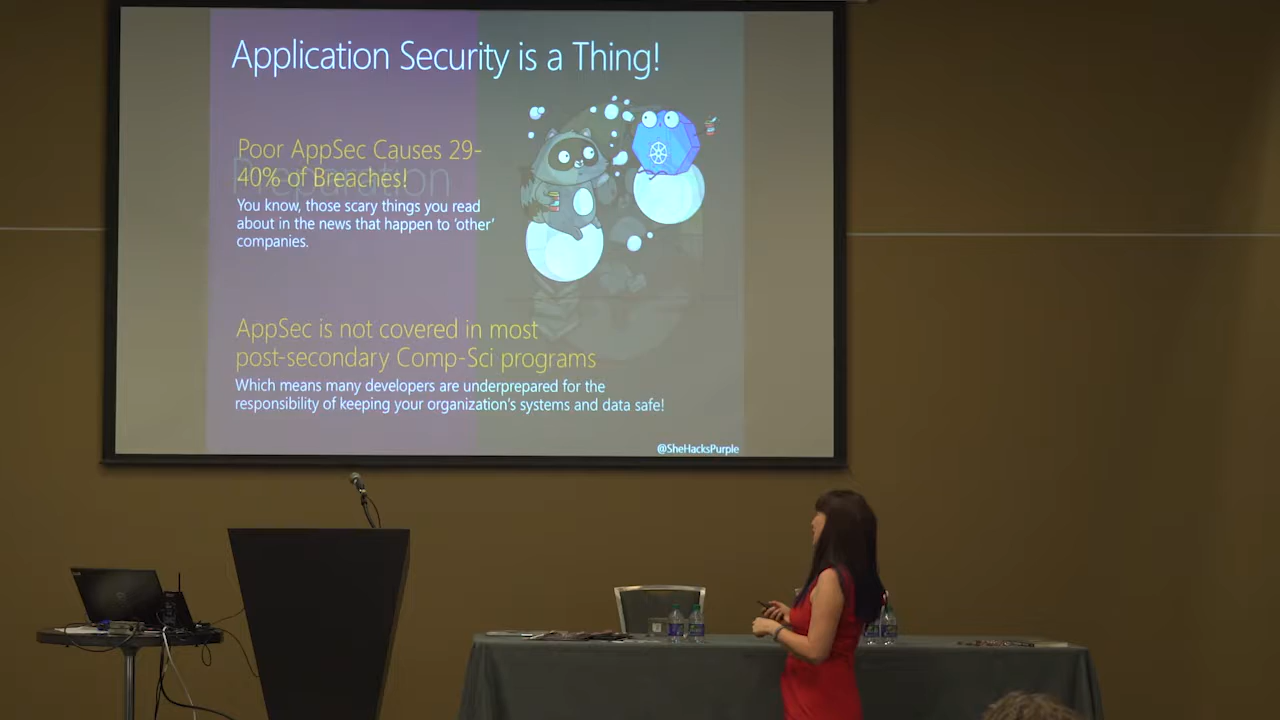 Application Security is a Thing!
Poor AppSec Causes 29-
40% of Breaches!
Preparation
You know, those scary things you read
about in the news that happen to ‘other’
companies.
AppSec is not covered in most
post-secondary Comp-Sci programs
Which means many developers are underprepared for the
responsibility of keeping your organization's systems and data safe!
@SheHacksPurple